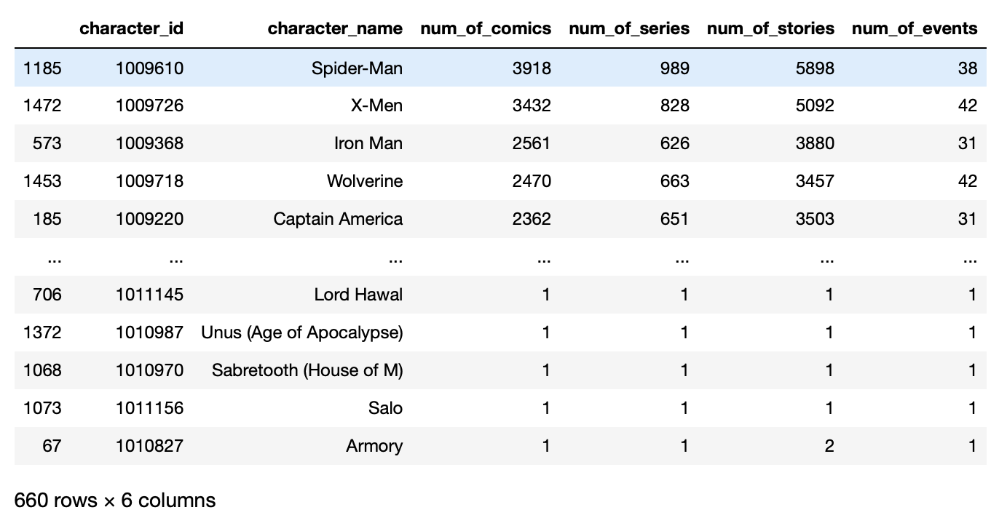 character_id character_name num_of_comics num_of_series num_of_stories num_of_events
1185 1009610 Spider-Man 3918 989 5898 38
1472 1009726 X-Men 3432 828 5092 42
573 1009368 Iron Man 2561 626 3880 31
1453 1009718 Wolverine 2470 663 3457 42
185 1009220 Captain America 2362 651 3503 31
... ... ... ... ... ... ...
706 1011145 Lord Hawal 1 1 1 1
1372 1010987 Unus (Age of Apocalypse) 1 1 1 1
1068 1010970 Sabretooth (House of M) 1 1 1 1
1073 1011156 Salo 1 1 1 1
67 1010827 Armory 1 1 2 1
660 rows × 6 columns